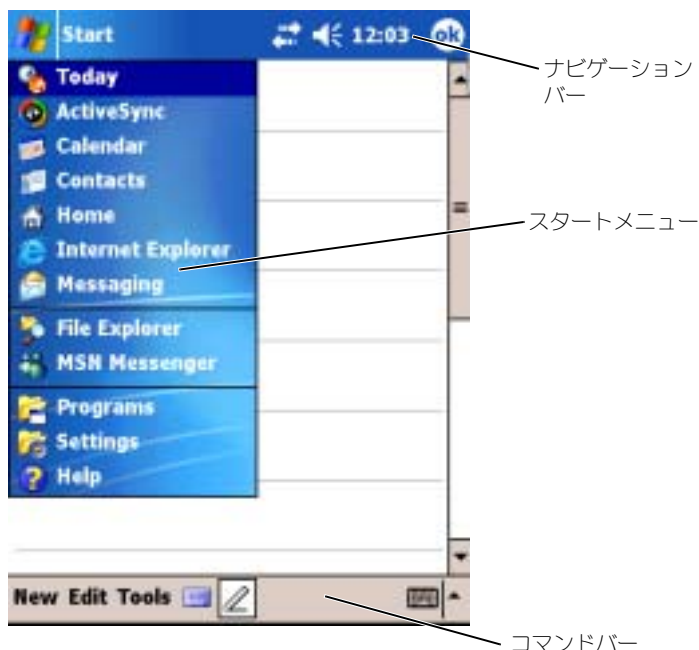 Start 12:03 ok
ナビゲーション
バー
Today
ActiveSync
Calendar
Contacts
Home
スタートメニュー
Internet Explorer
Messaging
File Explorer
MSN Messenger
Programs
Settings
Help
New Edit Tools
コマンドバー